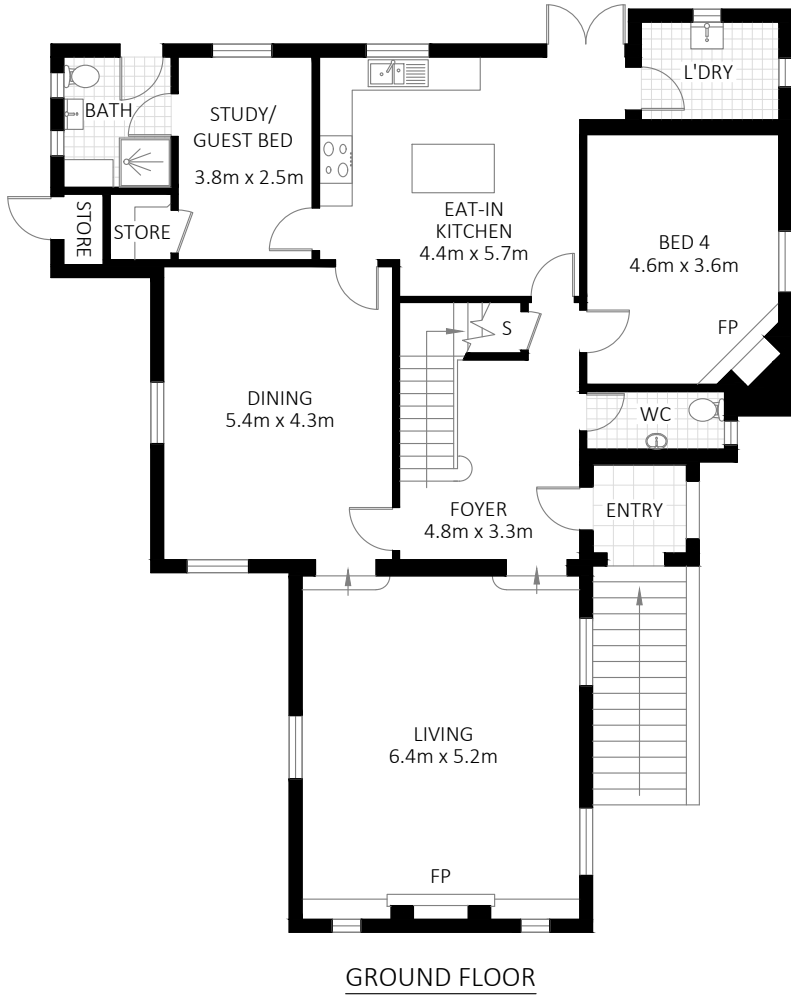 L'DRY
BATH
STUDY/
GUEST BED
3.8m x 2.5m
STORE
STORE
EAT-IN
KITCHEN
4.4m x 5.7m
BED 4
4.6m x 3.6m
FP
S
DINING
5.4m x 4.3m
WC
FOYER
4.8m x 3.3m
ENTRY
LIVING
6.4m x 5.2m
FP
GROUND FLOOR